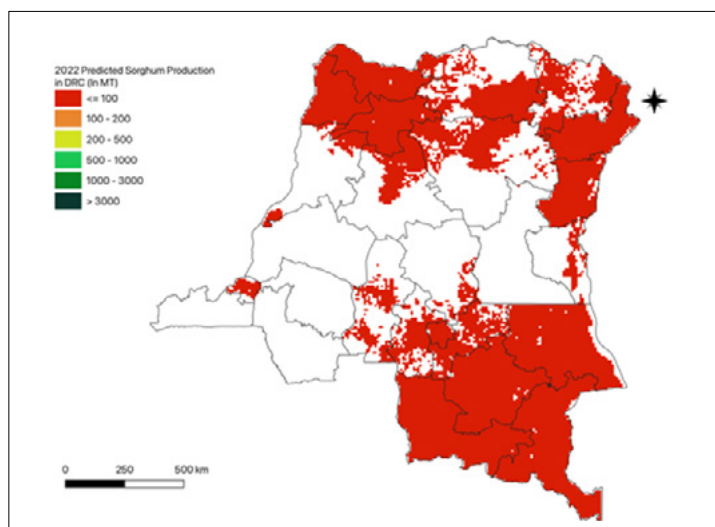 2022 Predicted Sorghum Production
in DRC (In MT)
<= 100
100 - 200
200 - 500
500 - 1000
1000 - 3000
> 3000
0 250 500 km